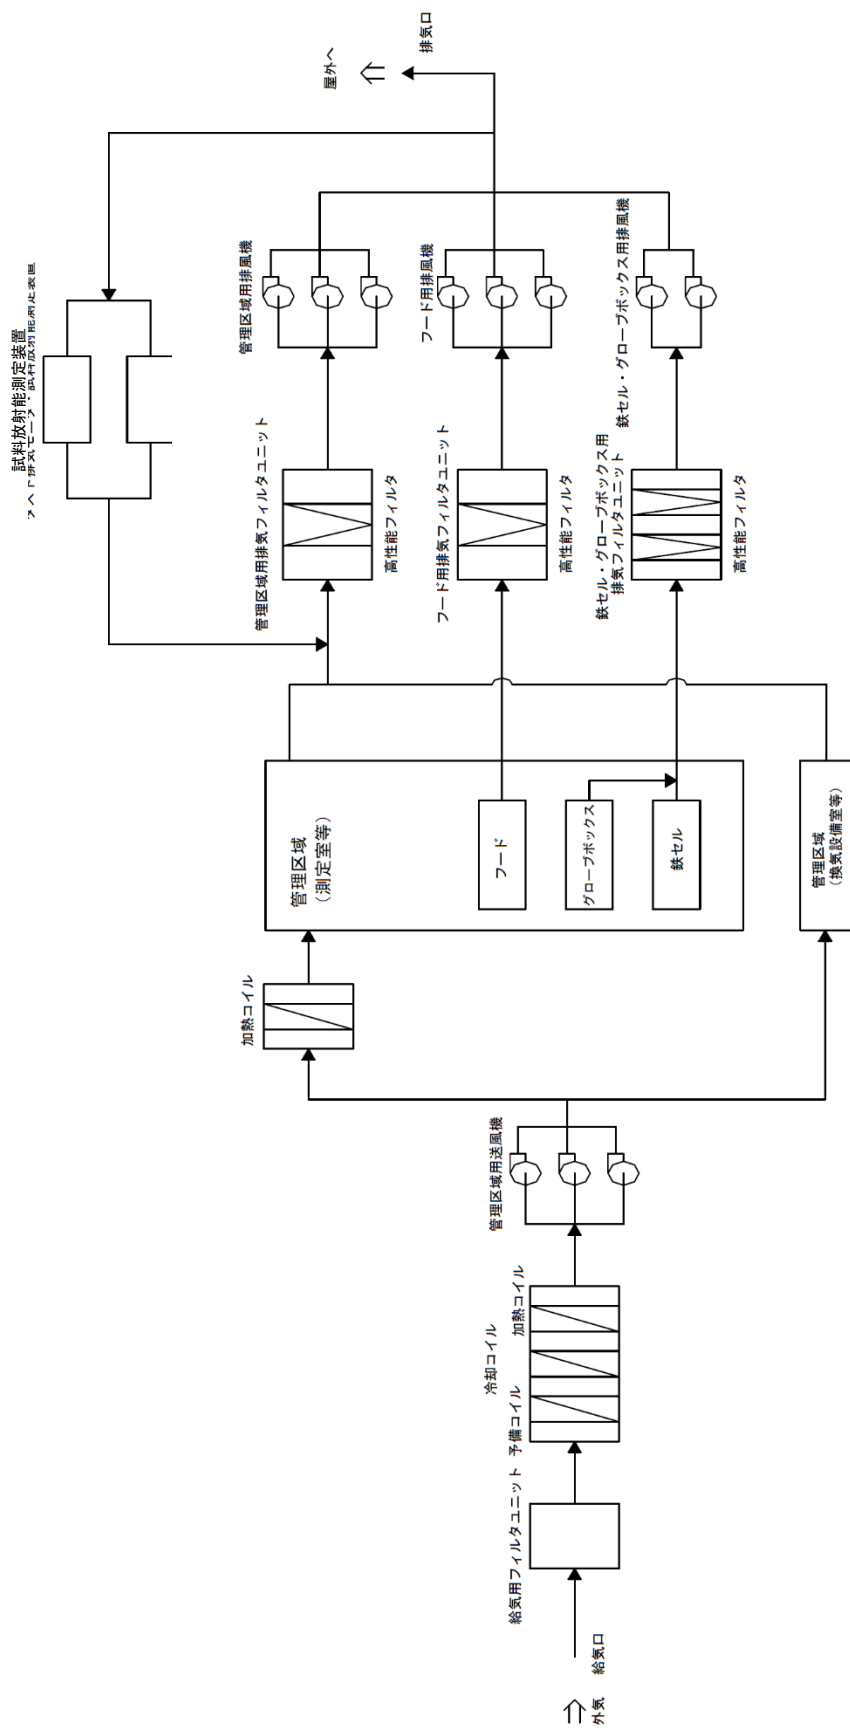 外気
給気口
給気用フィルタユニット
予備コイル
冷却コイル
加熱コイル
管理区域用送風機
加熱コイル
管理区域
(測定室等)
フード
グローブボックス
鉄セル
管理区域
(換気設備室等)
管理区域用排気フィルタユニット
高性能フィルタ
フード用排気フィルタユニット
高性能フィルタ
鉄セル・グローブボックス用
排気フィルタユニット
高性能フィルタ
管理区域用排風機
フード用排風機
鉄セル・グローブボックス用排風機
試料放射能測定装置
屋外へ
排気口